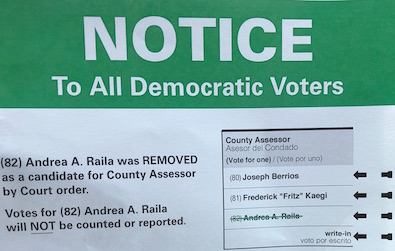 NOTICE
To All Democratic Voters
(82) Andrea A. Raila was REMOVED
as a candidate for County Assessor
by Court order.
Votes for (82) Andrea A. Raila
will NOT be counted or reported.
County Assessor
Asesor del Condado
(Vote for one) / (Vote por uno)
(80) Joseph Berrios
(81) Frederick "Fritz" Kaegi
(82) Andrea A. Raila
write-in
voto por escrito